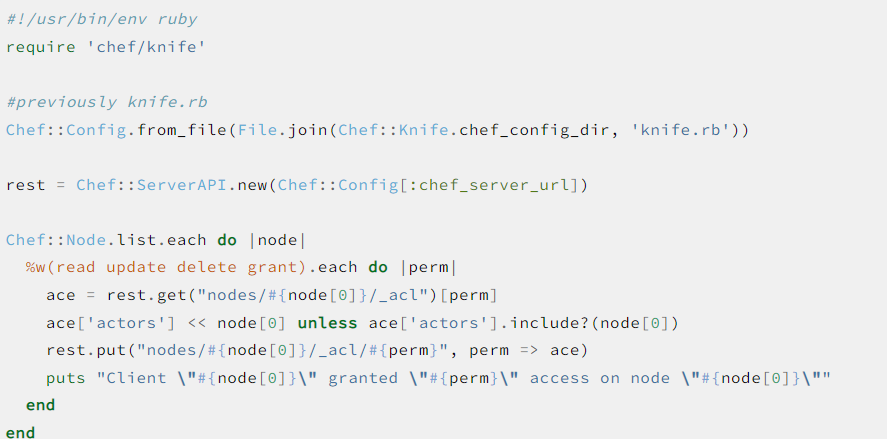 #!/usr/bin/env ruby
require 'chef/knife'
#previously knife.rb
Chef::Config.from_file(File.join(Chef::Knife.chef_config_dir, 'knife.rb'))
rest = Chef::ServerAPI.new(Chef::Config[:chef_server_url])
Chef::Node.list.each do |node|
  %w(read update delete grant).each do |perm|
    ace = rest.get("nodes/#{node[0]}/_acl")[perm]
    ace['actors'] << node[0] unless ace['actors'].include?(node[0])
    rest.put("nodes/#{node[0]}/_acl/#{perm}", perm => ace)
    puts "Client \"#{node[0]}\" granted \"#{perm}\" access on node \"#{node[0]}\""
  end
end